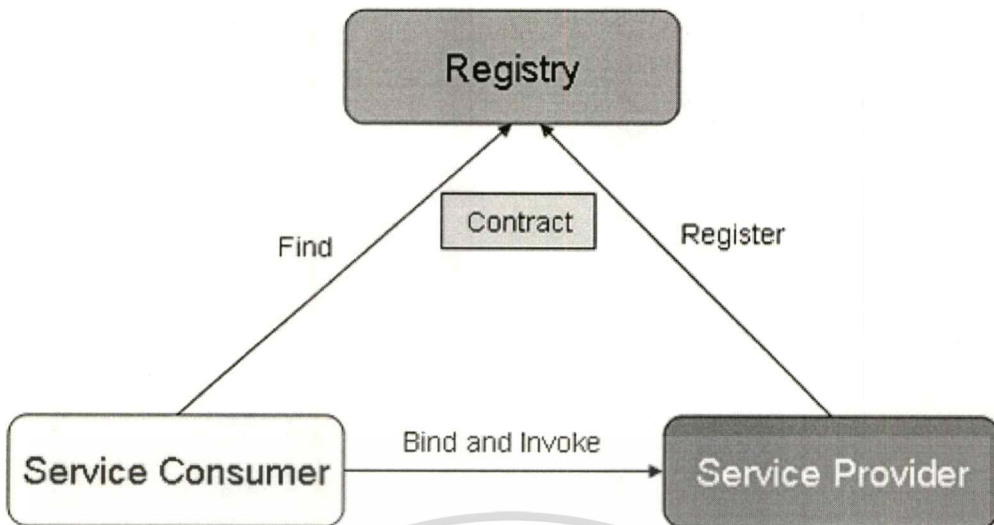 Registry
Contract
Find
Register
Bind and Invoke
Service Consumer
Service Provider